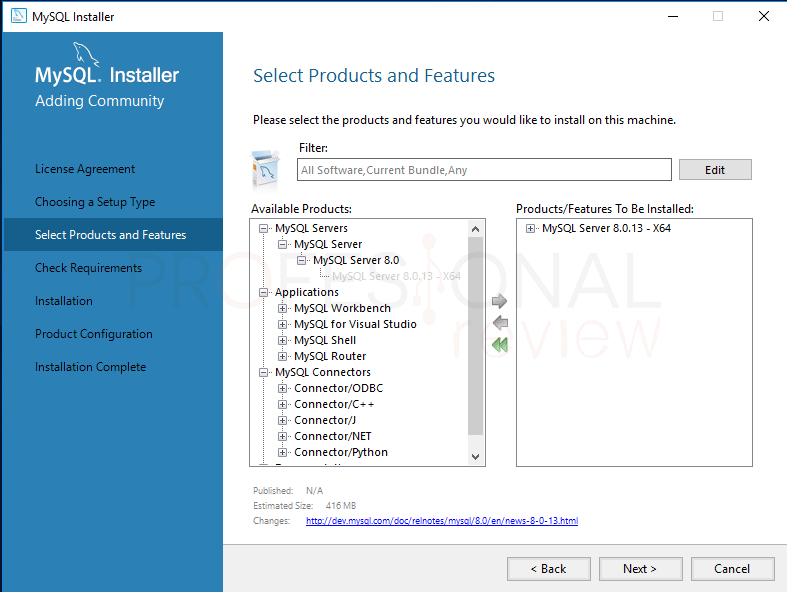 MySQL Installer
MySQL. Installer
Adding Community
License Agreement
Choosing a Setup Type
Select Products and Features
Check Requirements
Installation
Product Configuration
Installation Complete
Select Products and Features
Please select the products and features you would like to install on this machine.
Filter:
All Software,Current Bundle,Any
Edit
Available Products:
MySQL Servers
MySQL Server
MySQL Server 8.0
MySQL Server 8.0.13 - X64
Applications
MySQL Workbench
MySQL for Visual Studio
MySQL Shell
MySQL Router
MySQL Connectors
Connector/ODBC
Connector/C++
Connector/J
Connector/NET
Connector/Python
Products/Features To Be Installed:
MySQL Server 8.0.13 - X64
PROFESIONAL
review
Published: N/A
Estimated Size: 416 MB
Changes: http://dev.mysql.com/doc/relnotes/mysql/8.0/en/news-8-0-13.html
< Back
Next >
Cancel